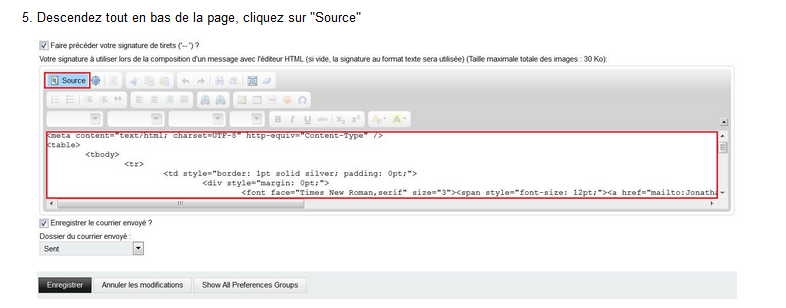 5. Descendez tout en bas de la page, cliquez sur "Source"
Faire précéder votre signature de tirets ('-- ') ?
Votre signature à utiliser lors de la composition d'un message avec l'éditeur HTML (si vide, la signature au format texte sera utilisée) (Taille maximale totale des images : 30 Ko):
Source
B I U abc X₂ X² A A
<meta content="text/html; charset=UTF-8" http-equiv="Content-Type" />
<table>
<tbody>
<tr>
<td style="border: 1pt solid silver; padding: 0pt;">
<div style="margin: 0pt;">
<font face="Times New Roman,serif" size="3"><span style="font-size: 12pt;"><a href="mailto:Jonatha
Enregistrer le courrier envoyé ?
Dossier du courrier envoyé :
Sent
Enregistrer Annuler les modifications Show All Preferences Groups